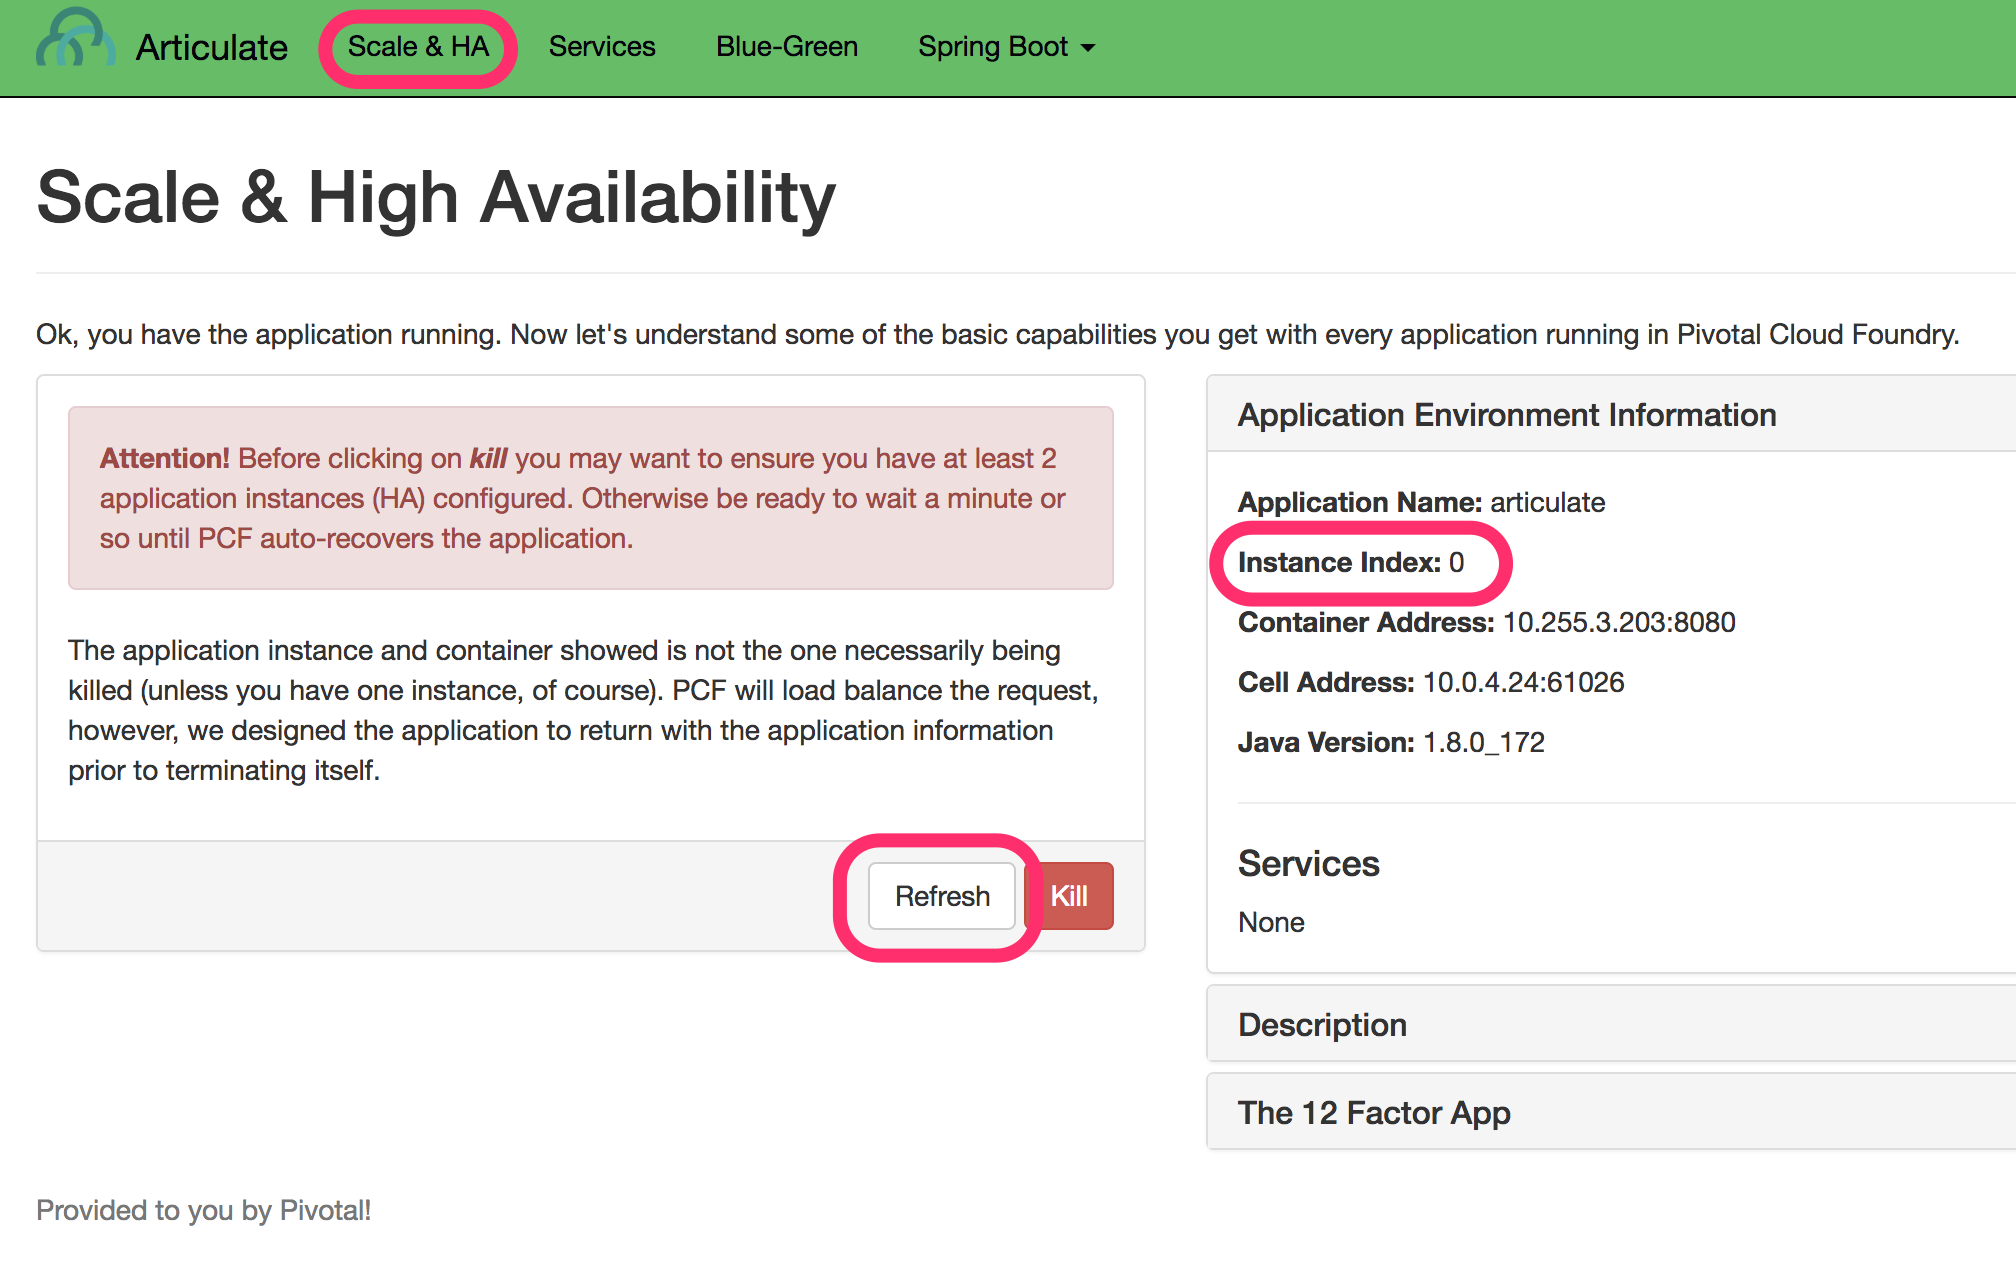 Articulate Scale & HA Services Blue-Green Spring Boot
Scale & High Availability
Ok, you have the application running. Now let's understand some of the basic capabilities you get with every application running in Pivotal Cloud Foundry.
Attention! Before clicking on kill you may want to ensure you have at least 2
application instances (HA) configured. Otherwise be ready to wait a minute or
so until PCF auto-recovers the application.
The application instance and container showed is not the one necessarily being
killed (unless you have one instance, of course). PCF will load balance the request,
however, we designed the application to return with the application information
prior to terminating itself.
Refresh Kill
Application Environment Information
Application Name: articulate
Instance Index: 0
Container Address: 10.255.3.203:8080
Cell Address: 10.0.4.24:61026
Java Version: 1.8.0_172
Services
None
Description
The 12 Factor App
Provided to you by Pivotal!